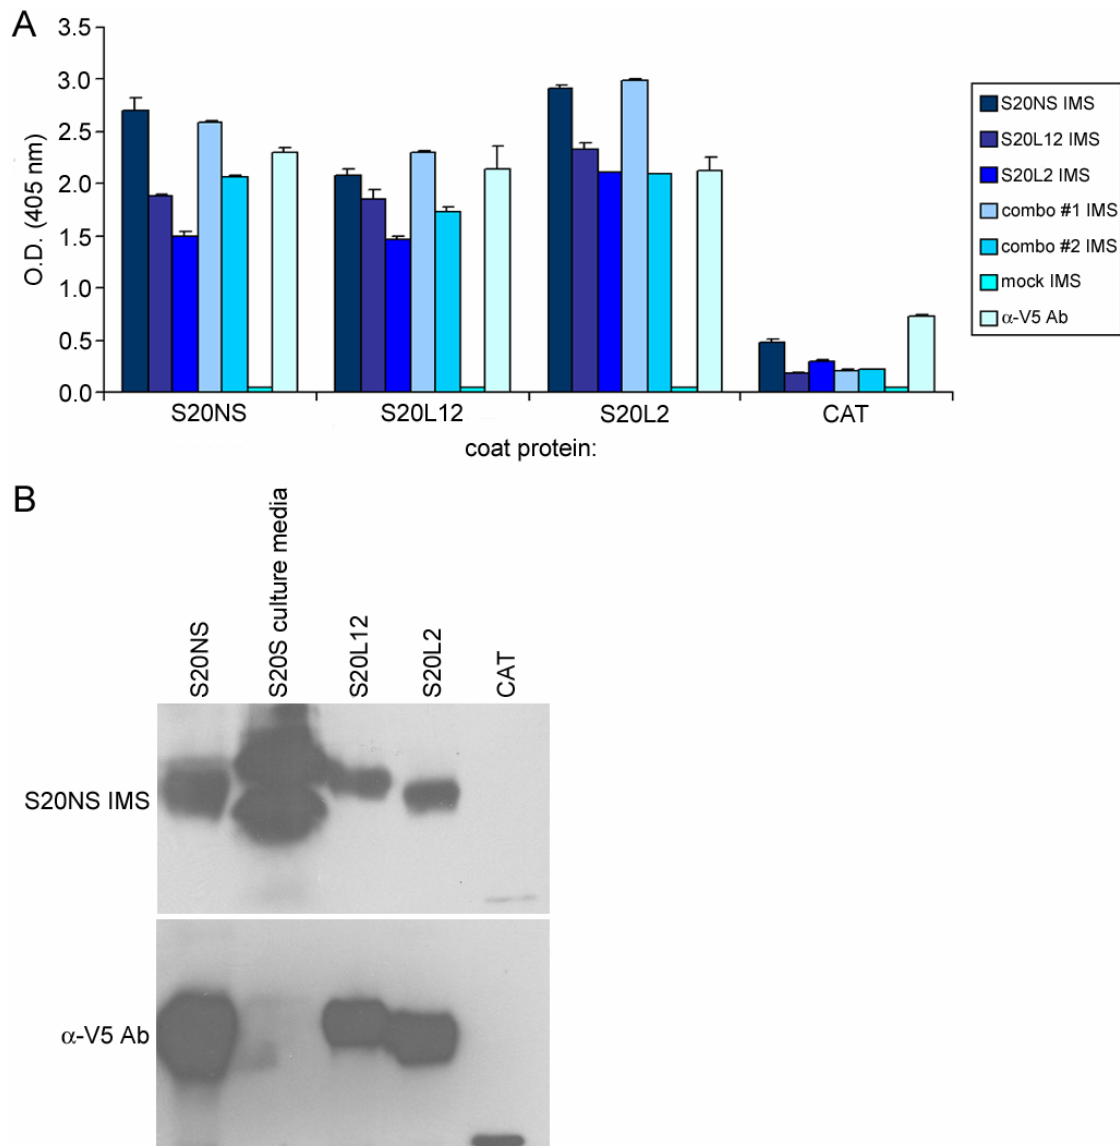 A
3.5
3.0
2.5
2.0
1.5
1.0
0.5
0.0
O.D. (405 nm)
S20NS
S20L12
S20L2
CAT
coat protein:
S20NS IMS
S20L12 IMS
S20L2 IMS
combo #1 IMS
combo #2 IMS
mock IMS
α-V5 Ab
B
S20NS
S20S culture media
S20L12
S20L2
CAT
S20NS IMS
α-V5 Ab